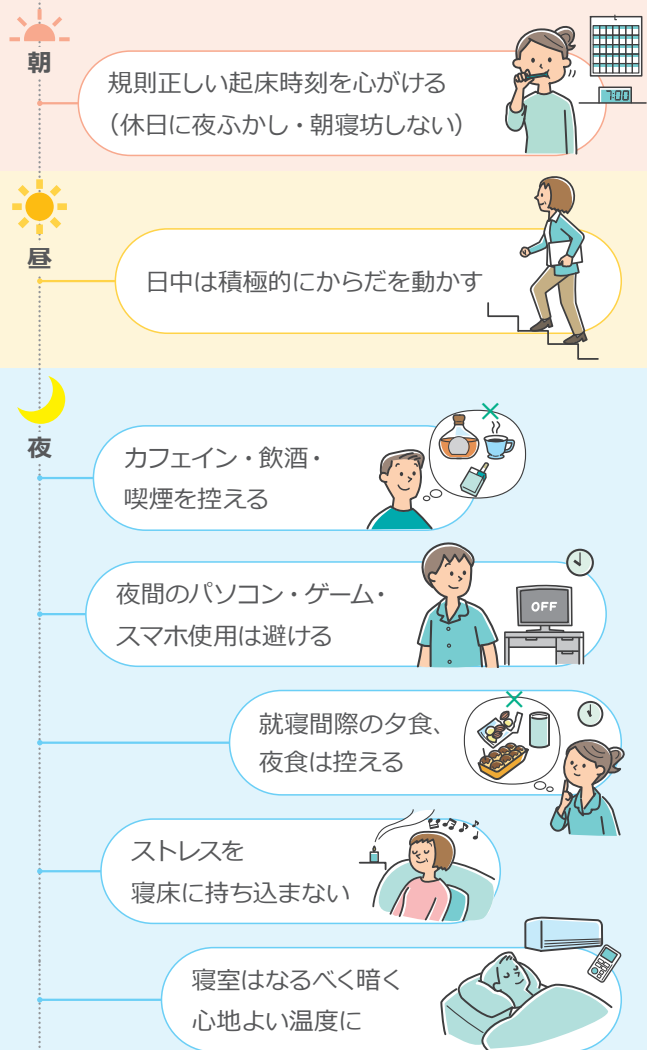 朝
規則正しい起床時刻を心がける
（休日に夜ふかし・朝寝坊しない）
7:00
昼
日中は積極的にからだを動かす
夜
カフェイン・飲酒・
喫煙を控える
夜間のパソコン・ゲーム・
スマホ使用は避ける
OFF
就寝間際の夕食、
夜食は控える
ストレスを
寝床に持ち込まない
寝室はなるべく暗く
心地よい温度に